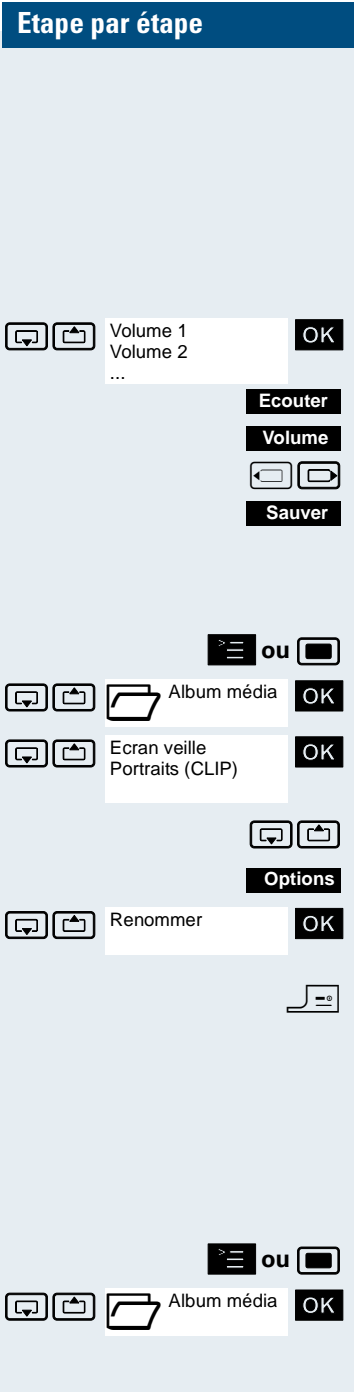 Etape par étape
Volume 1 OK
Volume 2
...
Ecouter
Volume
Sauver
ou
Album média OK
Ecran veille OK
Portraits (CLIP)
Options
Renommer OK
ou
Album média OK